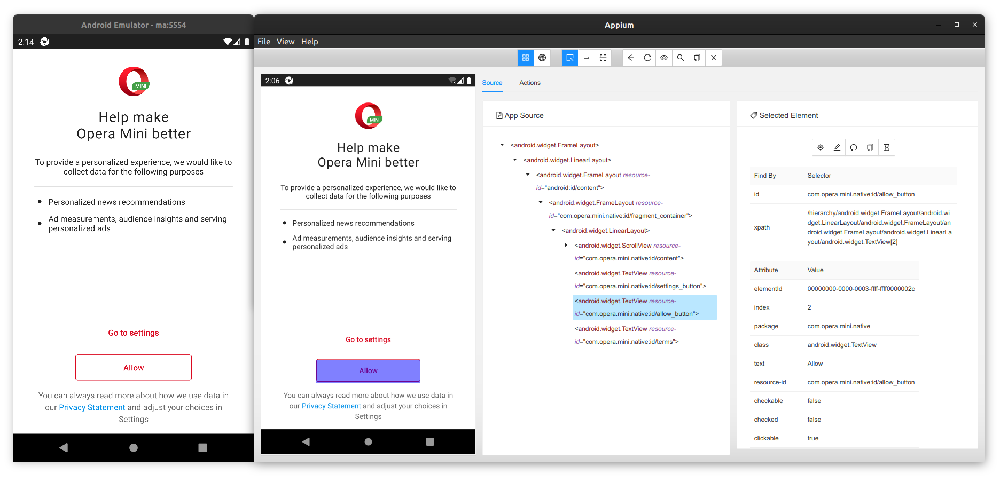 Android Emulator - ma:5554
2:14
MINI
Help make
Opera Mini better
To provide a personalized experience, we would like to
collect data for the following purposes
Personalized news recommendations
Ad measurements, audience insights and serving
personalized ads
Go to settings
Allow
You can always read more about how we use data in
our Privacy Statement and adjust your choices in
Settings
Appium
File View Help
2:06
MINI
Help make
Opera Mini better
To provide a personalized experience, we would like to
collect data for the following purposes
Personalized news recommendations
Ad measurements, audience insights and serving
personalized ads
Go to settings
Allow
You can always read more about how we use data in
our Privacy Statement and adjust your choices in
Settings
Source Actions
App Source
<android.widget.FrameLayout>
<android.widget.LinearLayout>
<android.widget.FrameLayout resource-
id="android:id/content">
<android.widget.FrameLayout resource-
id="com.opera.mini.native:id/fragment_container">
<android.widget.LinearLayout>
<android.widget.ScrollView resource-
id="com.opera.mini.native:id/content">
<android.widget.TextView resource-
id="com.opera.mini.native:id/settings_button">
<android.widget.TextView resource-
id="com.opera.mini.native:id/allow_button">
<android.widget.TextView resource-
id="com.opera.mini.native:id/terms">
Selected Element
Find By Selector
id com.opera.mini.native:id/allow_button
xpath
/hierarchy/android.widget.FrameLayout/android.wi
dget.LinearLayout/android.widget.FrameLayout/an
droid.widget.FrameLayout/android.widget.LinearLa
yout/android.widget.TextView[2]
Attribute Value
elementId 00000000-0000-0003-ffff-ffff0000002c
index 2
package com.opera.mini.native
class android.widget.TextView
text Allow
resource-id com.opera.mini.native:id/allow_button
checkable false
checked false
clickable true